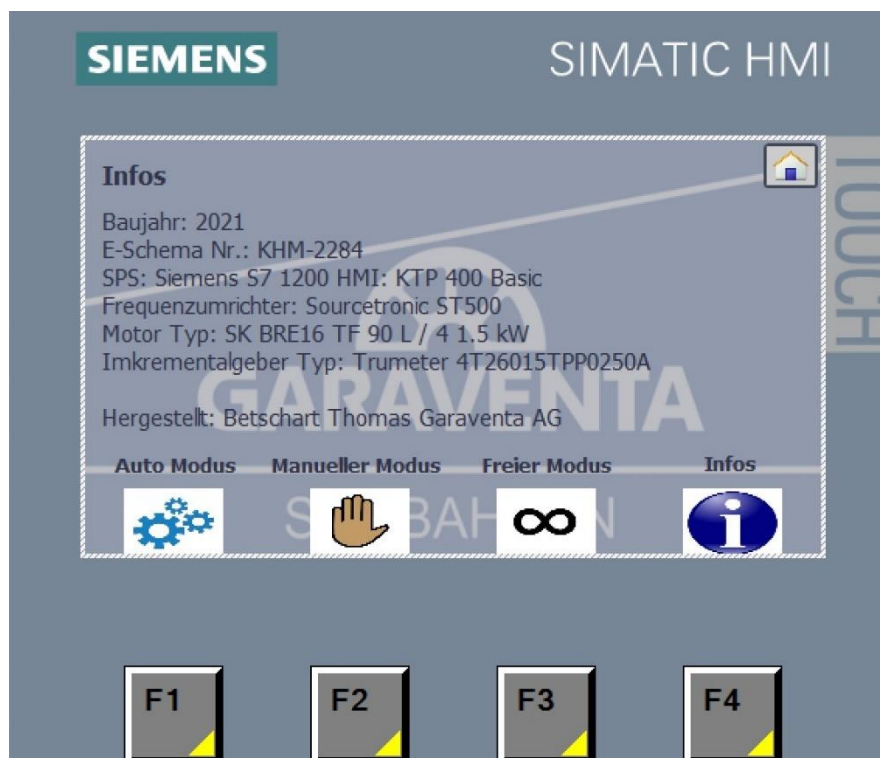 SIEMENS
SIMATIC HMI
TOUCH
Infos
Baujahr: 2021
E-Schema Nr.: KHM-2284
SPS: Siemens S7 1200 HMI: KTP 400 Basic
Frequenzumrichter: Sourcetronic ST500
Motor Typ: SK BRE16 TF 90 L / 4 1.5 kW
Imkrementalgeber Typ: Trumeter 4T26015TPP0250A
GARAVENTA
Hergestellt: Betschart Thomas Garaventa AG
Auto Modus Manueller Modus Freier Modus Infos
F1 F2 F3 F4